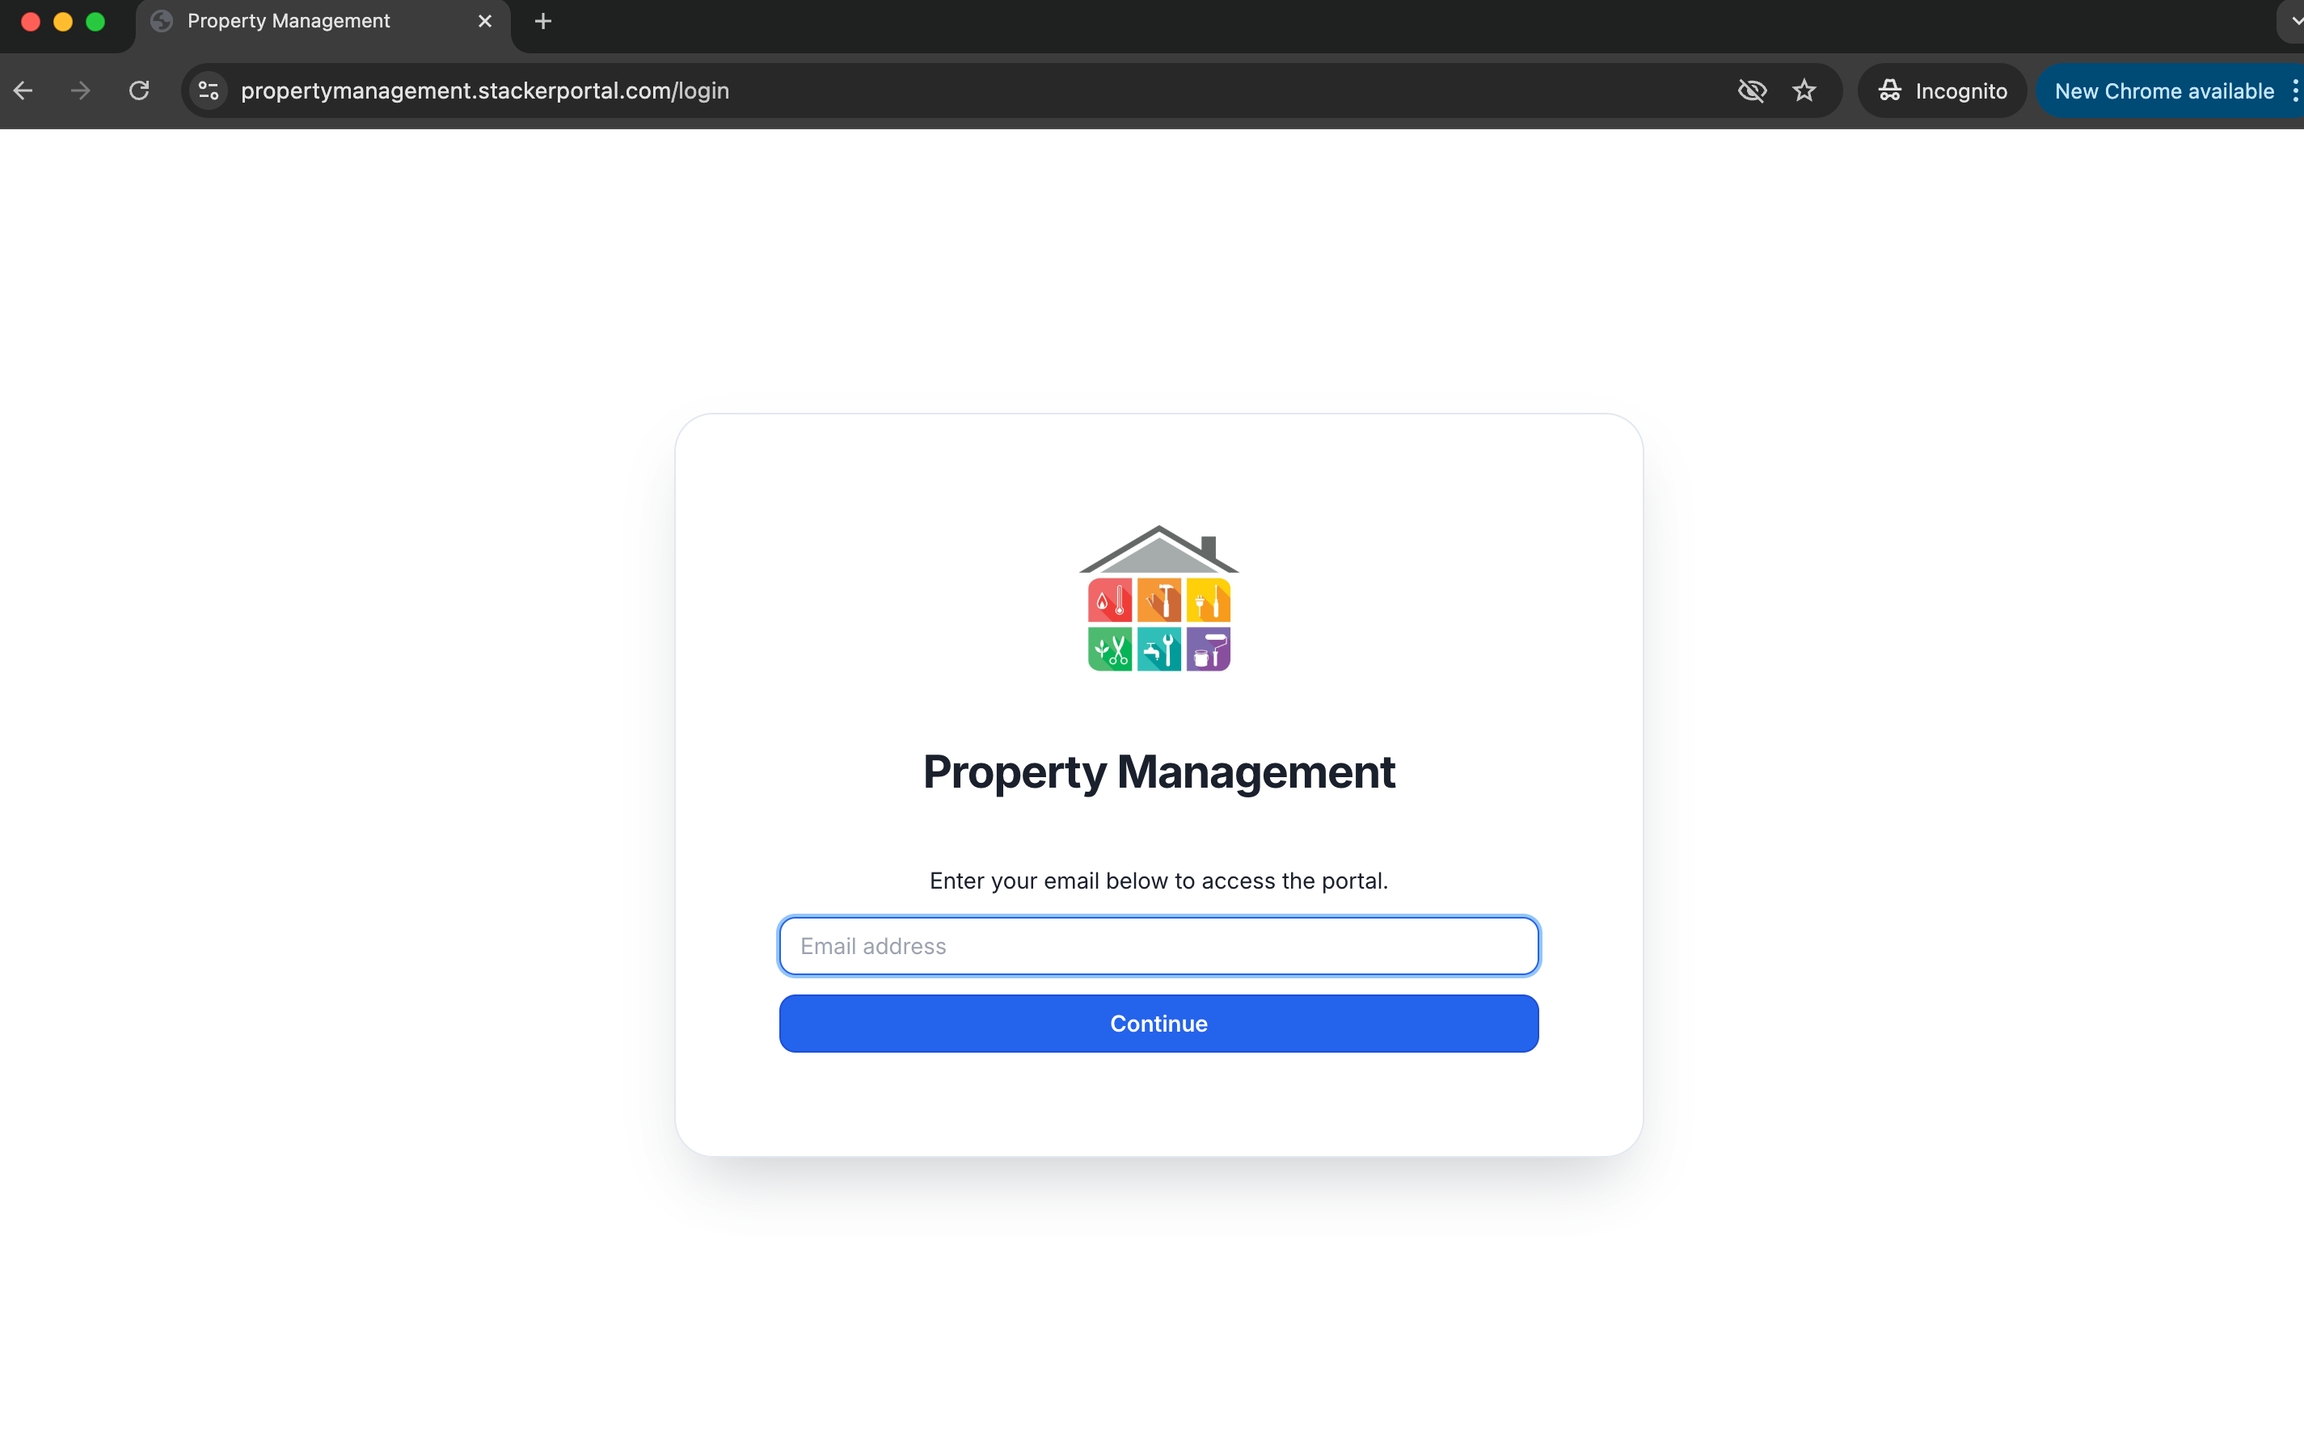 Property Management
propertymanagement.stackerportal.com/login
Incognito
New Chrome available
Property Management
Enter your email below to access the portal.
Email address
Continue